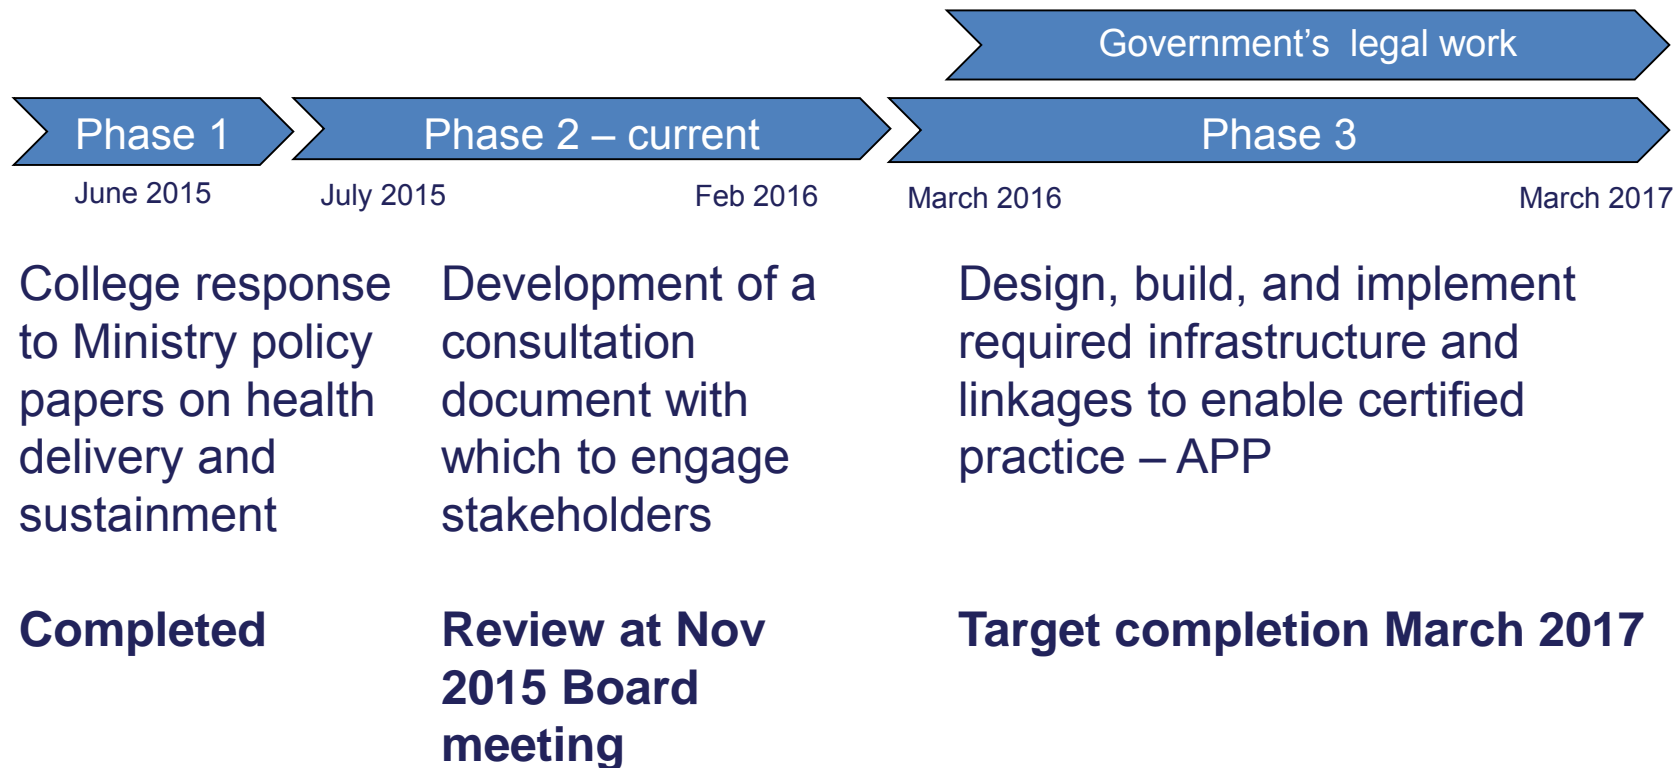 Government's  legal work
Phase 1
Phase 2 – current
Phase 3
June 2015
July 2015
Feb 2016
March 2016
March 2017
College response
to Ministry policy
papers on health
delivery and
sustainment
Completed
Development of a
consultation
document with
which to engage
stakeholders
Review at Nov
2015 Board
meeting
Design, build, and implement
required infrastructure and
linkages to enable certified
practice – APP
Target completion March 2017